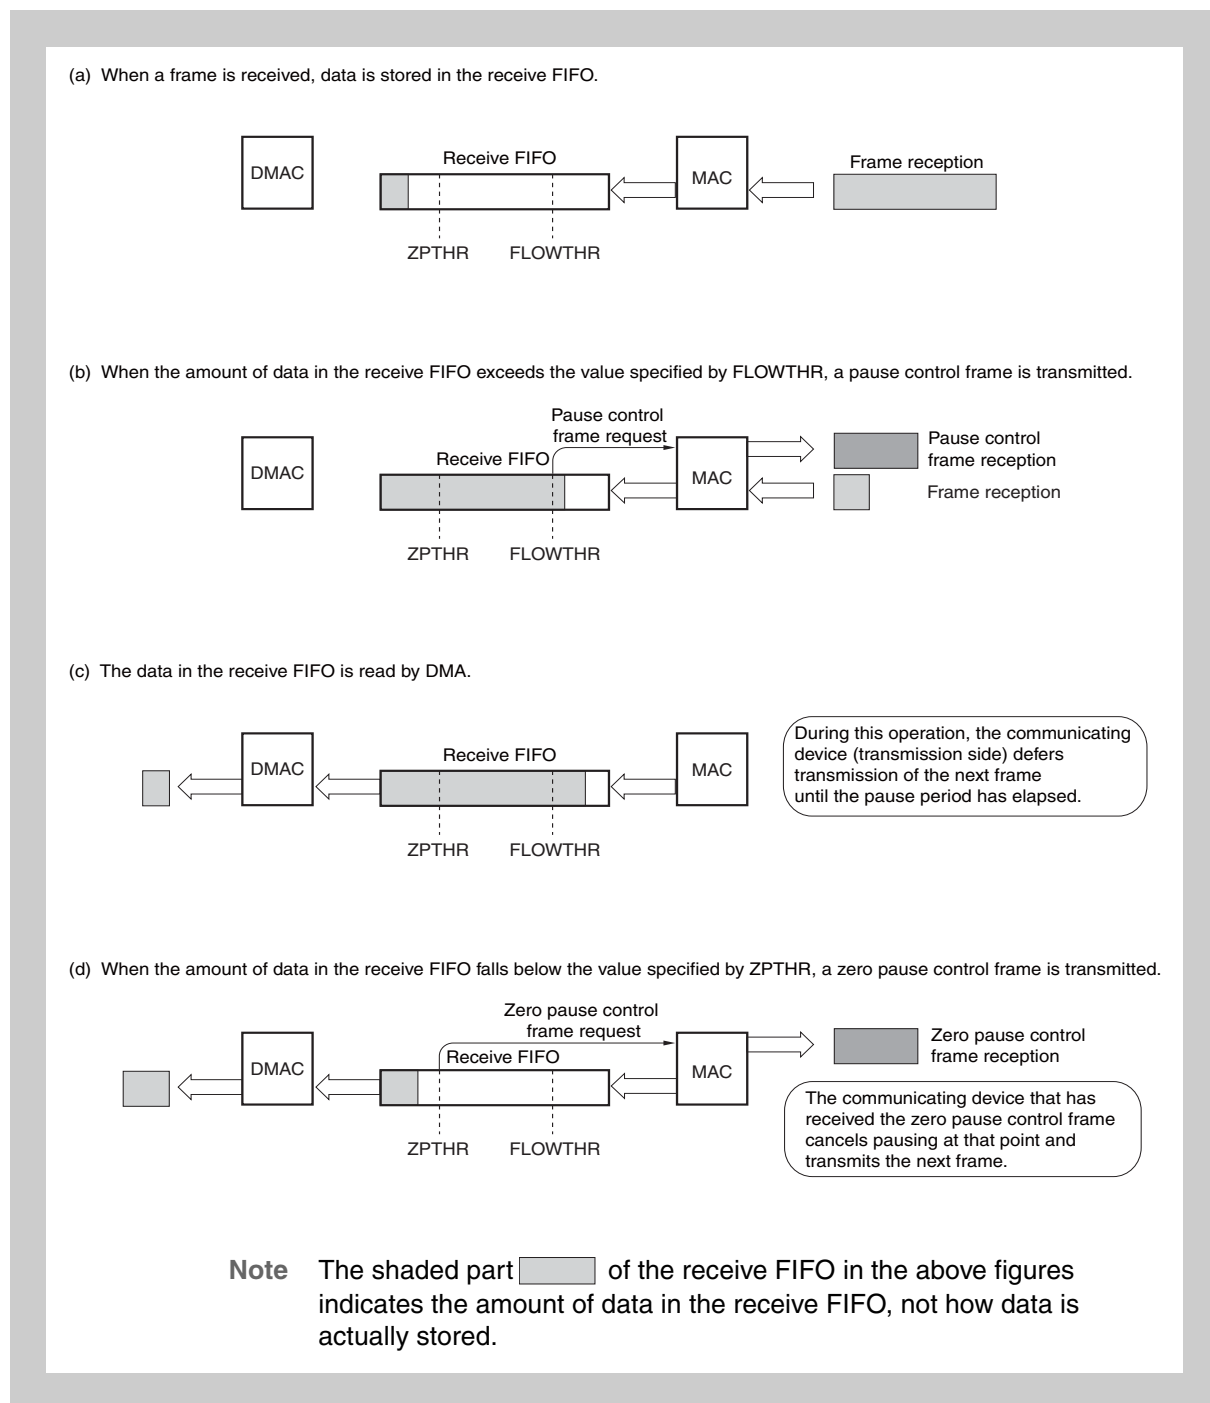 (a) When a frame is received, data is stored in the receive FIFO.
DMAC
Receive FIFO
MAC
Frame reception
ZPTHR
FLOWTHR
(b) When the amount of data in the receive FIFO exceeds the value specified by FLOWTHR, a pause control frame is transmitted.
Pause control
frame request
DMAC
Receive FIFO
MAC
Pause control
frame reception
Frame reception
ZPTHR
FLOWTHR
(c) The data in the receive FIFO is read by DMA.
DMAC
Receive FIFO
MAC
During this operation, the communicating
device (transmission side) defers
transmission of the next frame
until the pause period has elapsed.
ZPTHR
FLOWTHR
(d) When the amount of data in the receive FIFO falls below the value specified by ZPTHR, a zero pause control frame is transmitted.
Zero pause control
frame request
DMAC
Receive FIFO
MAC
Zero pause control
frame reception
ZPTHR
FLOWTHR
The communicating device that has
received the zero pause control frame
cancels pausing at that point and
transmits the next frame.
Note The shaded part of the receive FIFO in the above figures
indicates the amount of data in the receive FIFO, not how data is
actually stored.